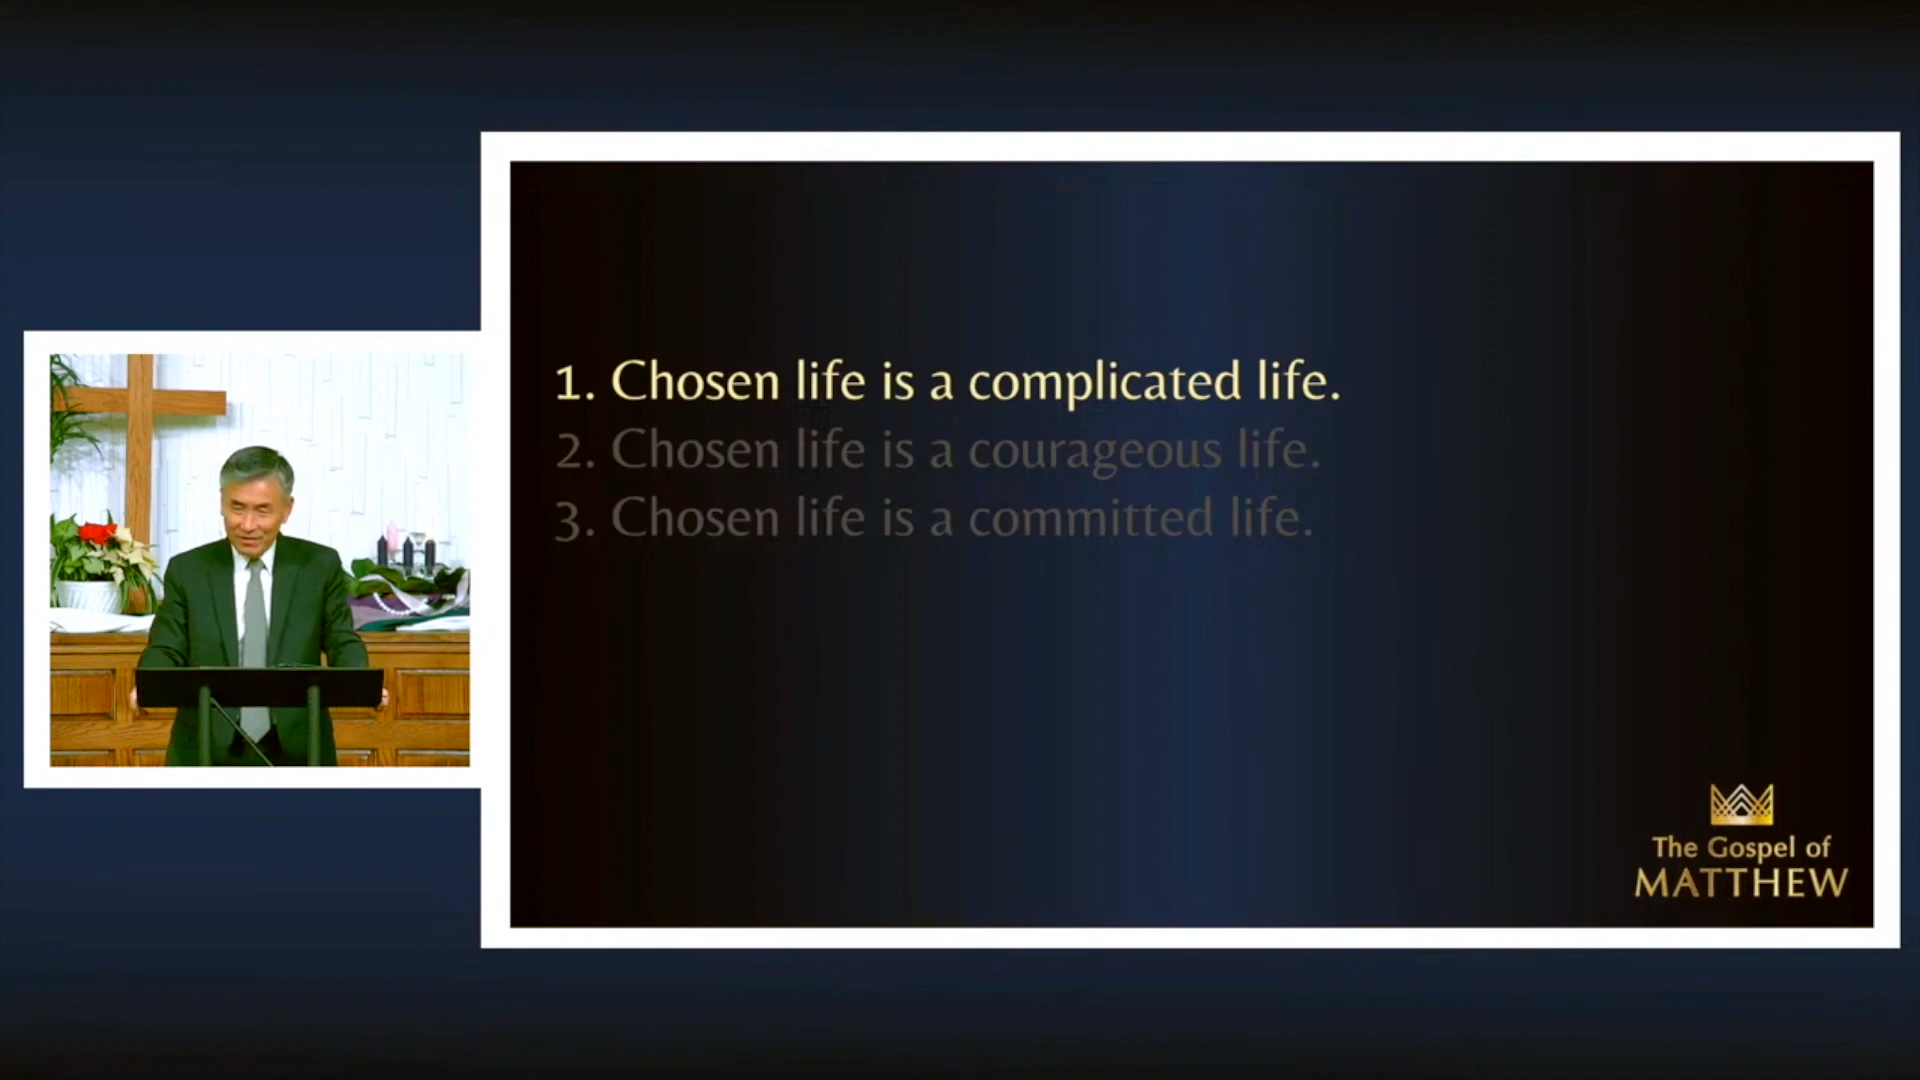 1. Chosen life is a complicated life.
2. Chosen life is a courageous life.
3. Chosen life is a committed life.
The Gospel of
MATTHEW